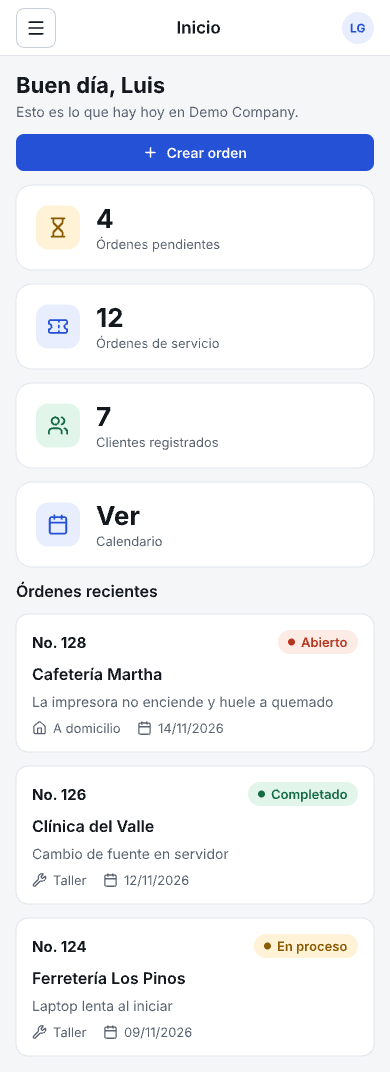 Inicio
LG
Buen día, Luis
Esto es lo que hay hoy en Demo Company.
+ Crear orden
4
Órdenes pendientes
12
Órdenes de servicio
7
Clientes registrados
Ver
Calendario
Órdenes recientes
No. 128
Abierto
Cafetería Martha
La impresora no enciende y huele a quemado
A domicilio 14/11/2026
No. 126
Completado
Clínica del Valle
Cambio de fuente en servidor
Taller 12/11/2026
No. 124
En proceso
Ferretería Los Pinos
Laptop lenta al iniciar
Taller 09/11/2026